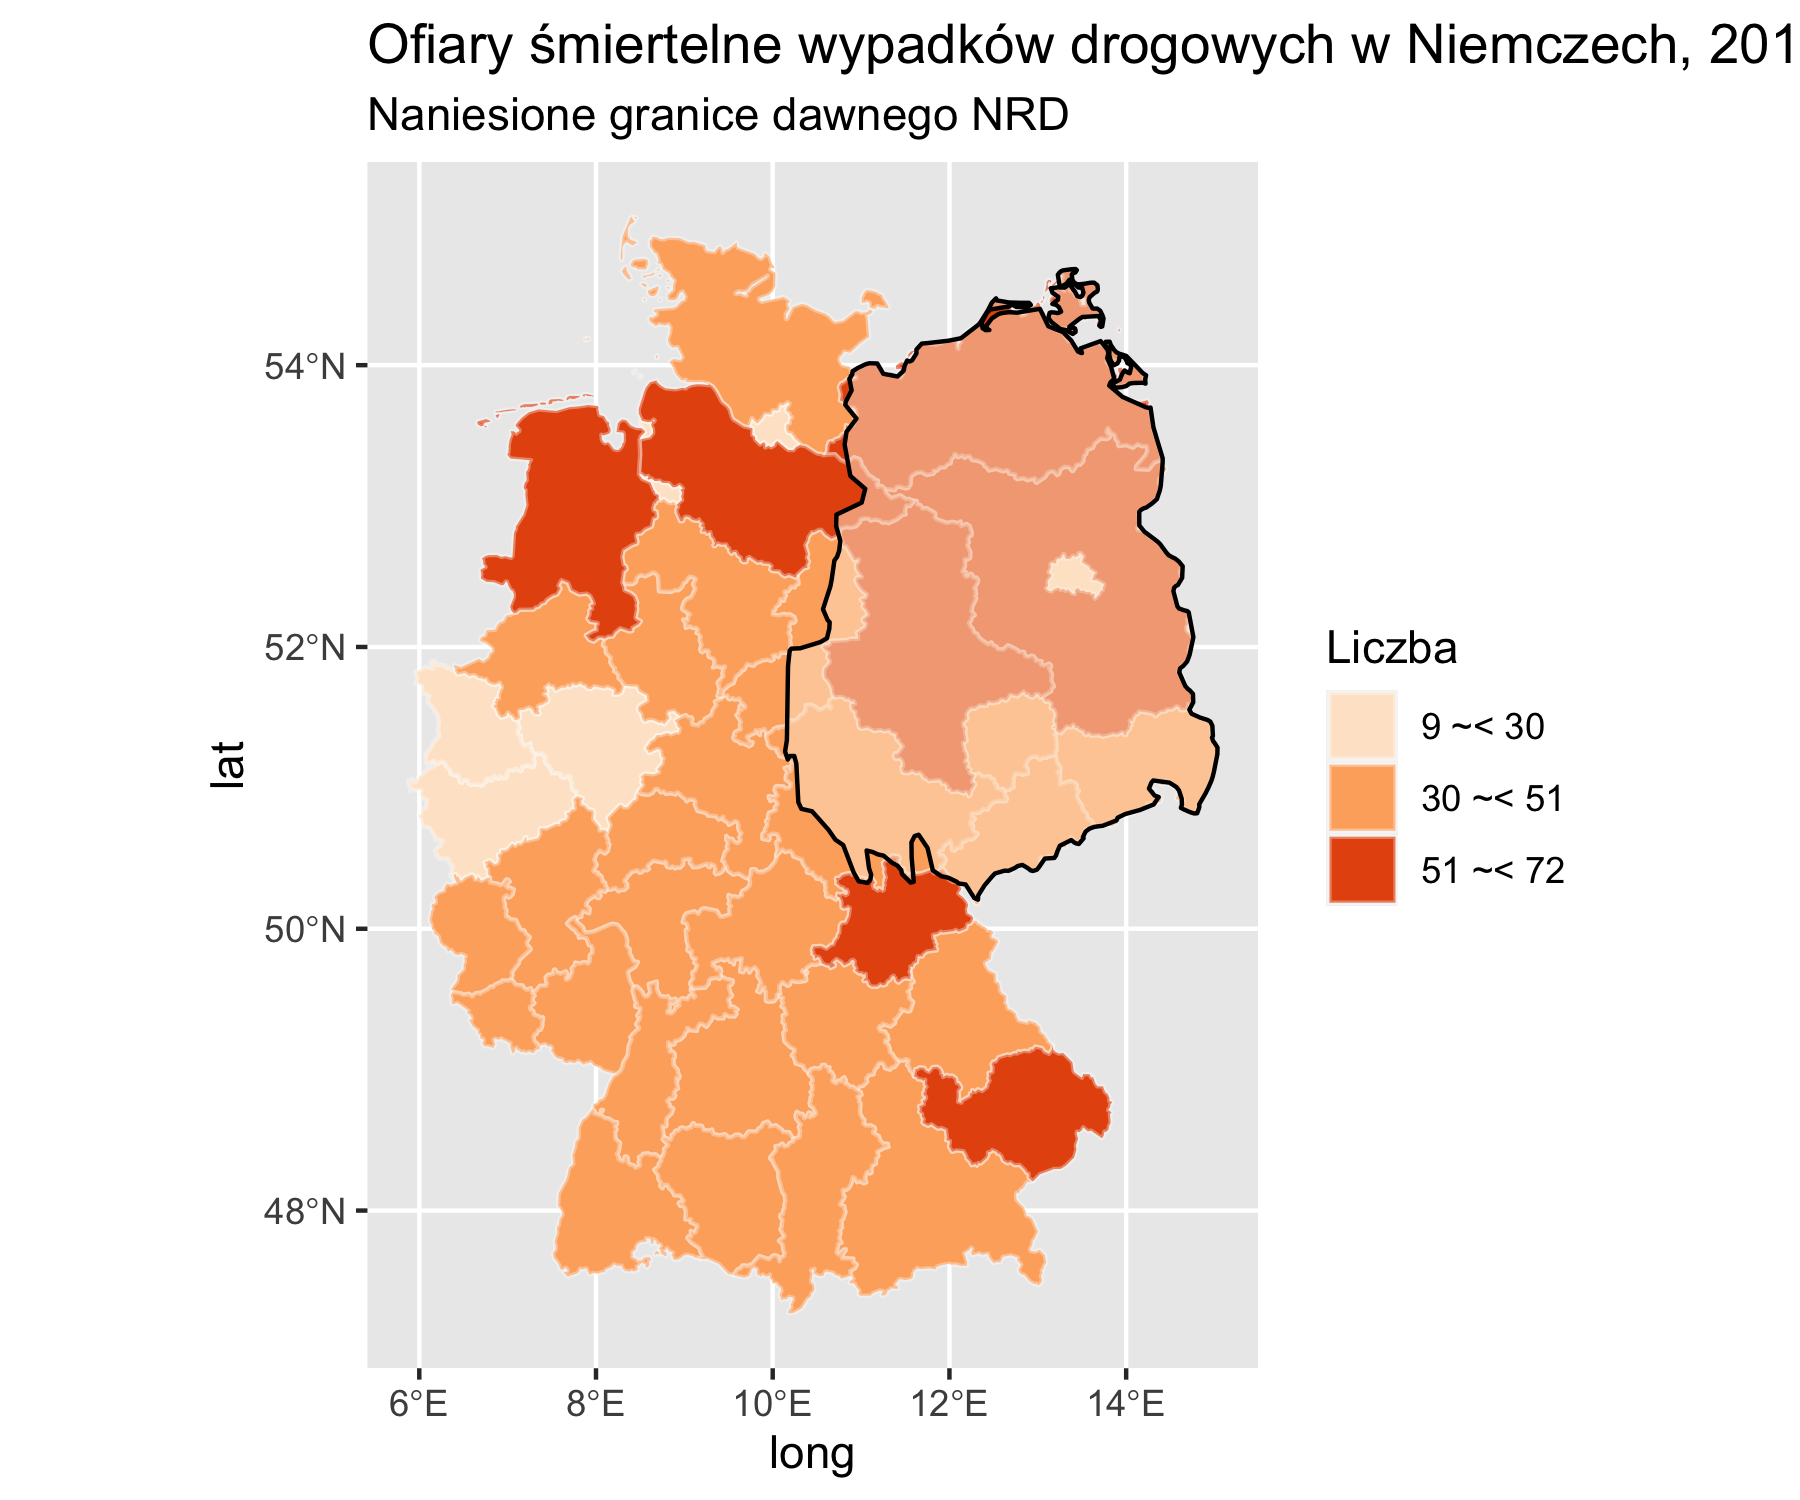 Ofiary śmiertelne wypadków drogowych w Niemczech, 201
Naniesione granice dawnego NRD
54°N
52°N
50°N
48°N
lat
6°E 8°E 10°E 12°E 14°E
long
Liczba
9 ~< 30
30 ~< 51
51 ~< 72